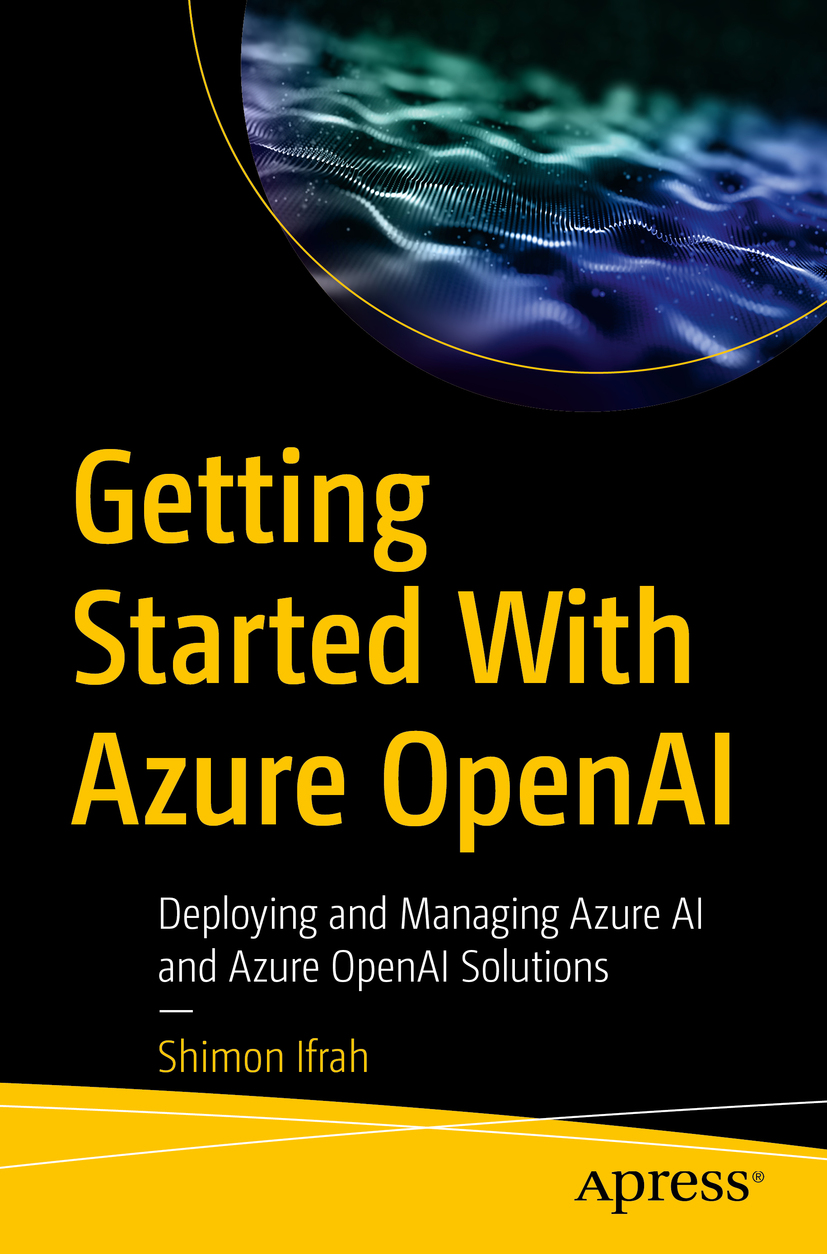 Getting
Started With
Azure OpenAI
Deploying and Managing Azure AI
and Azure OpenAI Solutions
—
Shimon Ifrah
Apress®